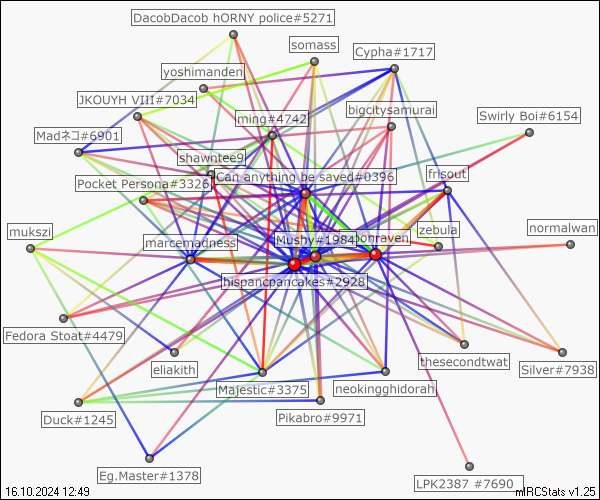 DacobDacob hORNY police#5271
somass
Cypha#1717
yoshimanden
JKOUYH VIII#7034
bigcitysamurai
Swirly Boi#6154
ming#4742
Madネコ#6901
shawntee9
Can anything be saved#0396
frisout
Pocket Persona#3326
mukszi
marcemadness
Mushy#1984
onraven
zebula
normalwan
hispancpancakes#2928
Fedora Stoat#4479
eliakith
thesecondtwat
Silver#7938
Majestic#3375
neokingghidorah
Duck#1245
Pikabro#9971
Eg.Master#1378
LPK2387 #7690
16.10.2024 12:49
mIRCStats v1.25